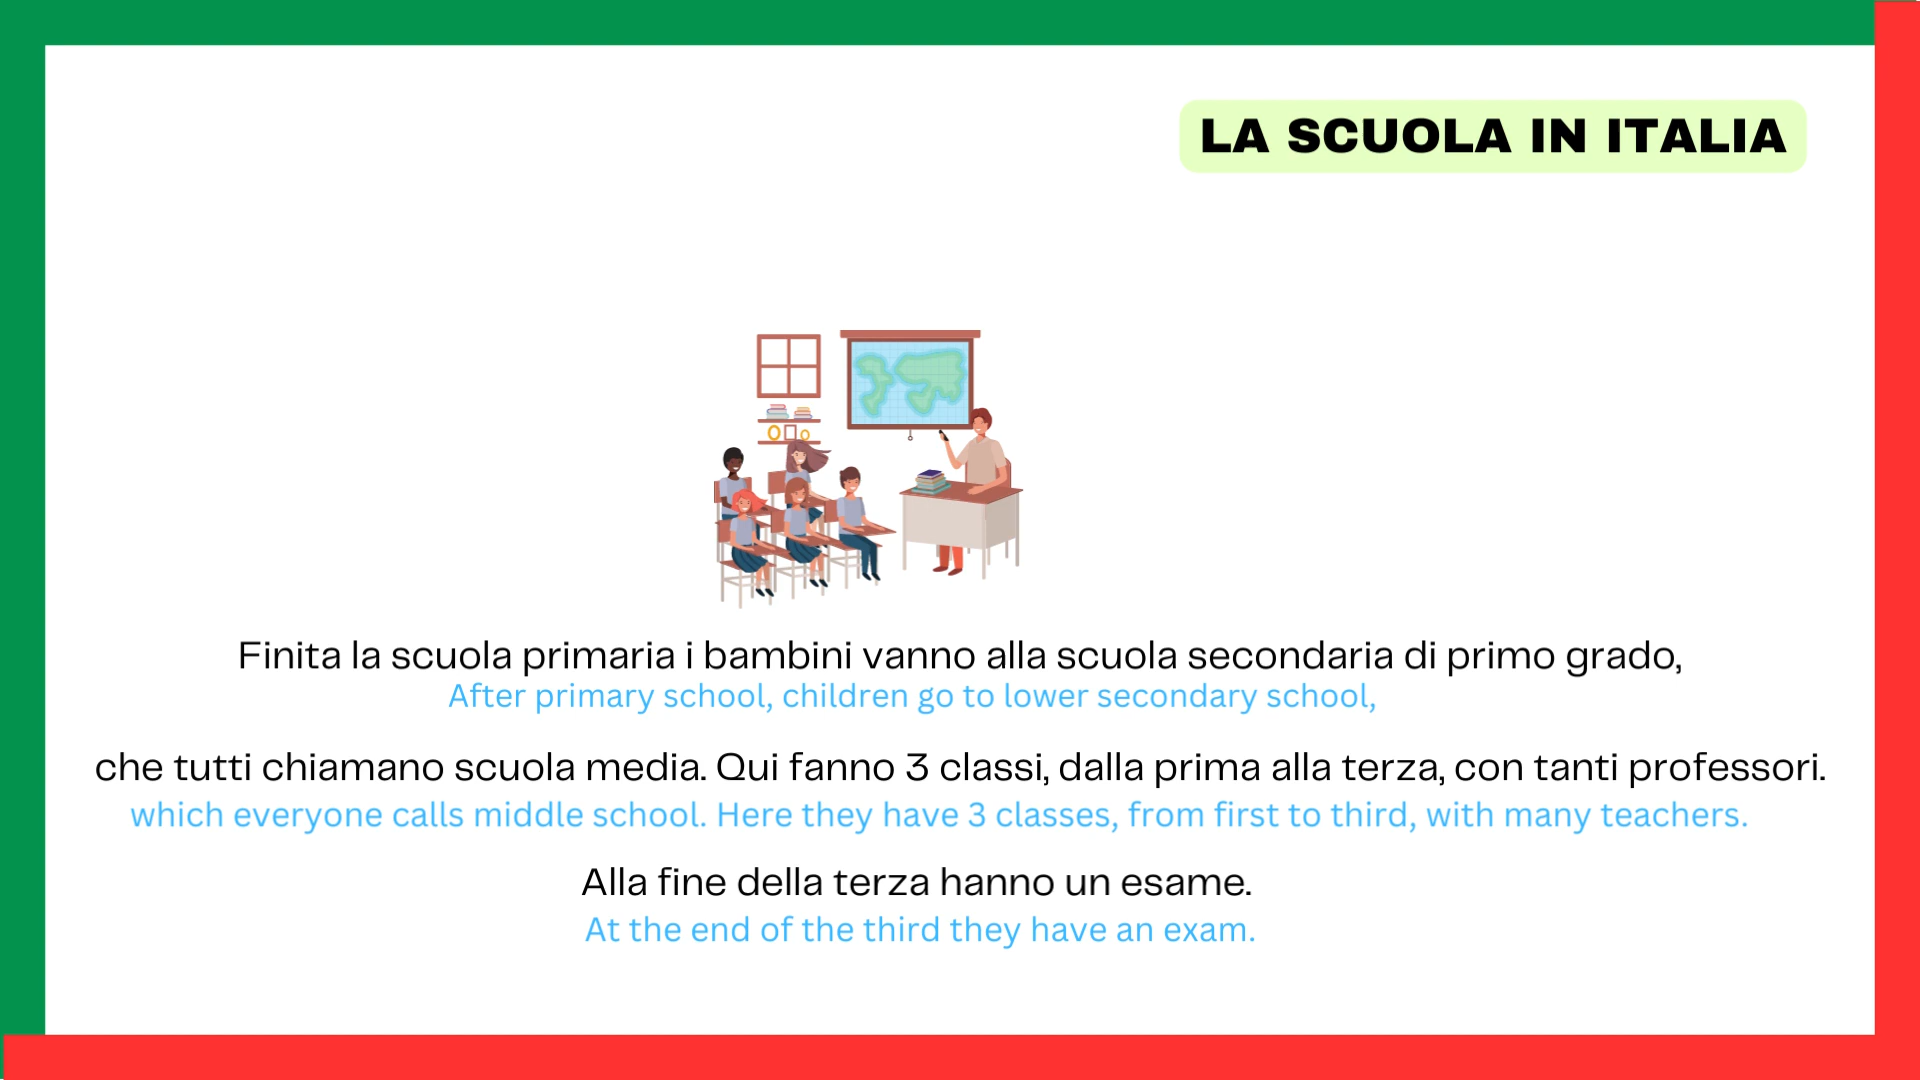 LA SCUOLA IN ITALIA
Finita la scuola primaria i bambini vanno alla scuola secondaria di primo grado,
After primary school, children go to lower secondary school,
che tutti chiamano scuola media. Qui fanno 3 classi, dalla prima alla terza, con tanti professori.
which everyone calls middle school. Here they have 3 classes, from first to third, with many teachers.
Alla fine della terza hanno un esame.
At the end of the third they have an exam.